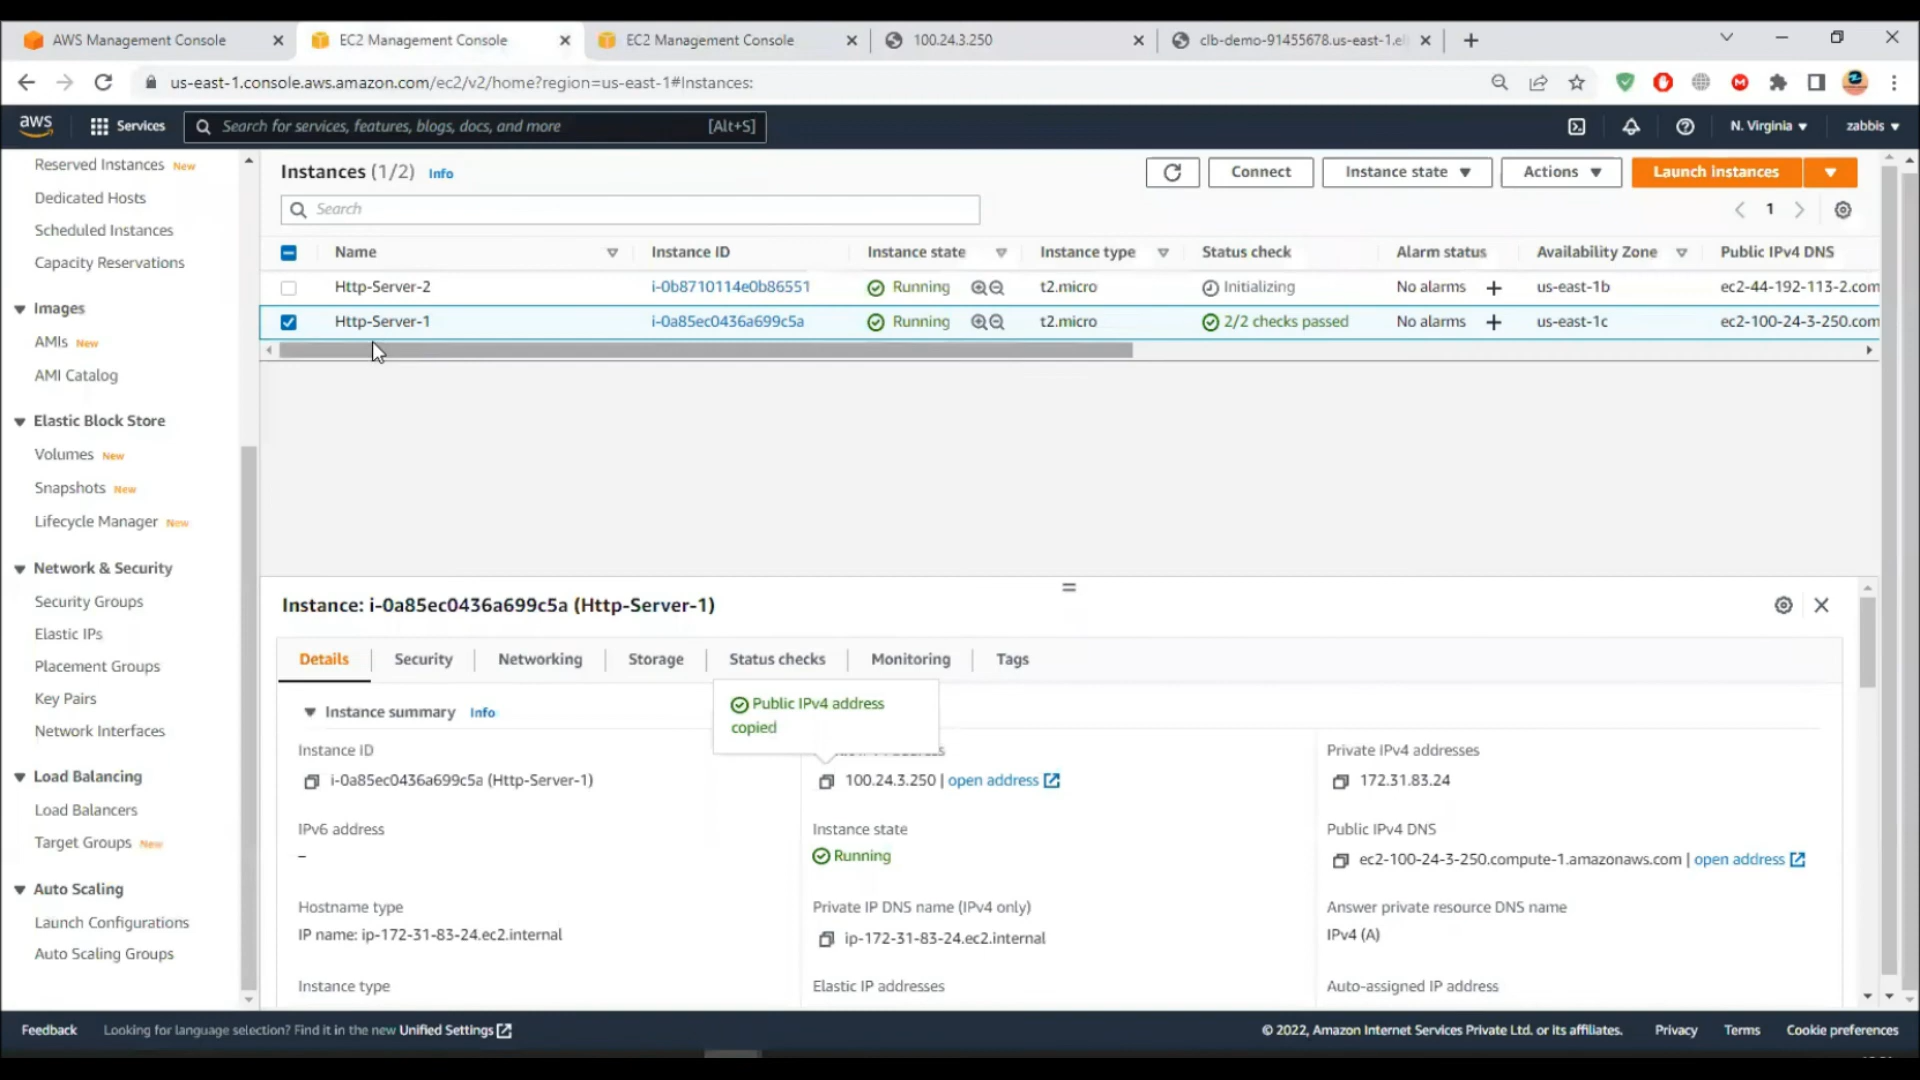 AWS Management Console
EC2 Management Console
EC2 Management Console
100.24.3.250
clb-demo-91455678.us-east-1.el
us-east-1.console.aws.amazon.com/ec2/v2/home?region=us-east-1#Instances:
aws
Services
Search for services, features, blogs, docs, and more
[Alt+S]
N. Virginia
zabbis
Reserved Instances New
Dedicated Hosts
Scheduled Instances
Capacity Reservations
Images
AMIs New
AMI Catalog
Elastic Block Store
Volumes New
Snapshots New
Lifecycle Manager New
Network & Security
Security Groups
Elastic IPs
Placement Groups
Key Pairs
Network Interfaces
Load Balancing
Load Balancers
Target Groups New
Auto Scaling
Launch Configurations
Auto Scaling Groups
Instances (1/2) Info
Connect
Instance state
Actions
Launch instances
Search
1
Name Instance ID Instance state Instance type Status check Alarm status Availability Zone Public IPv4 DNS
Http-Server-2 i-0b8710114e0b86551 Running t2.micro Initializing No alarms us-east-1b ec2-44-192-113-2.com
Http-Server-1 i-0a85ec0436a699c5a Running t2.micro 2/2 checks passed No alarms us-east-1c ec2-100-24-3-250.com
Instance: i-0a85ec0436a699c5a (Http-Server-1)
Details Security Networking Storage Status checks Monitoring Tags
Public IPv4 address
copied
Instance summary Info
Instance ID
i-0a85ec0436a699c5a (Http-Server-1)
100.24.3.250 | open address
Private IPv4 addresses
172.31.83.24
IPv6 address
–
Instance state
Running
Public IPv4 DNS
ec2-100-24-3-250.compute-1.amazonaws.com | open address
Hostname type
IP name: ip-172-31-83-24.ec2.internal
Private IP DNS name (IPv4 only)
ip-172-31-83-24.ec2.internal
Answer private resource DNS name
IPv4 (A)
Instance type
Elastic IP addresses
Auto-assigned IP address
Feedback
Looking for language selection? Find it in the new Unified Settings
© 2022, Amazon Internet Services Private Ltd. or its affiliates.
Privacy
Terms
Cookie preferences